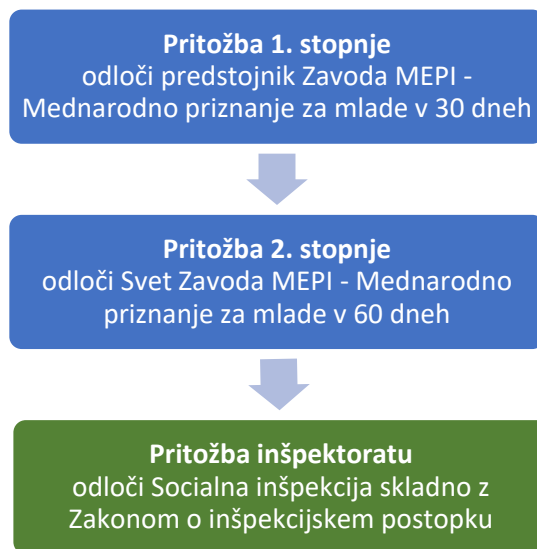 Pritožba 1. stopnje
odloči predstojnik Zavoda MEPI -
Mednarodno priznanje za mlade v 30 dneh
Pritožba 2. stopnje
odloči Svet Zavoda MEPI - Mednarodno
priznanje za mlade v 60 dneh
Pritožba inšpektoratu
odloči Socialna inšpekcija skladno z
Zakonom o inšpekcijskem postopku